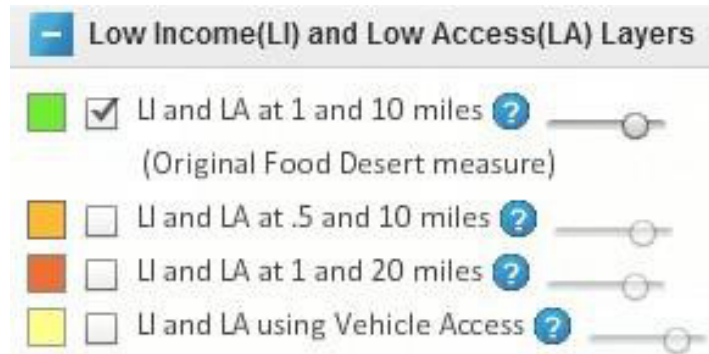 Low Income(LI) and Low Access(LA) Layers
LI and LA at 1 and 10 miles ?
(Original Food Desert measure)
LI and LA at .5 and 10 miles ?
LI and LA at 1 and 20 miles ?
LI and LA using Vehicle Access ?